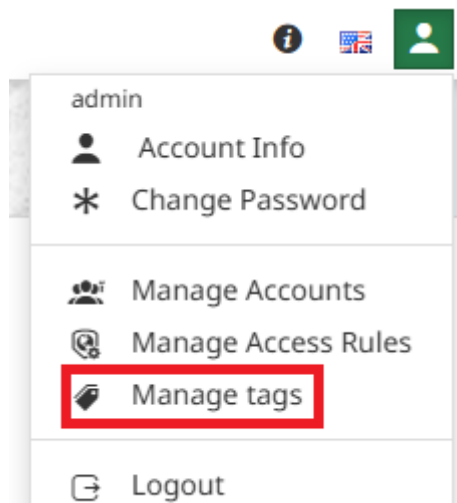 admin
Account Info
Change Password
Manage Accounts
Manage Access Rules
Manage tags
Logout